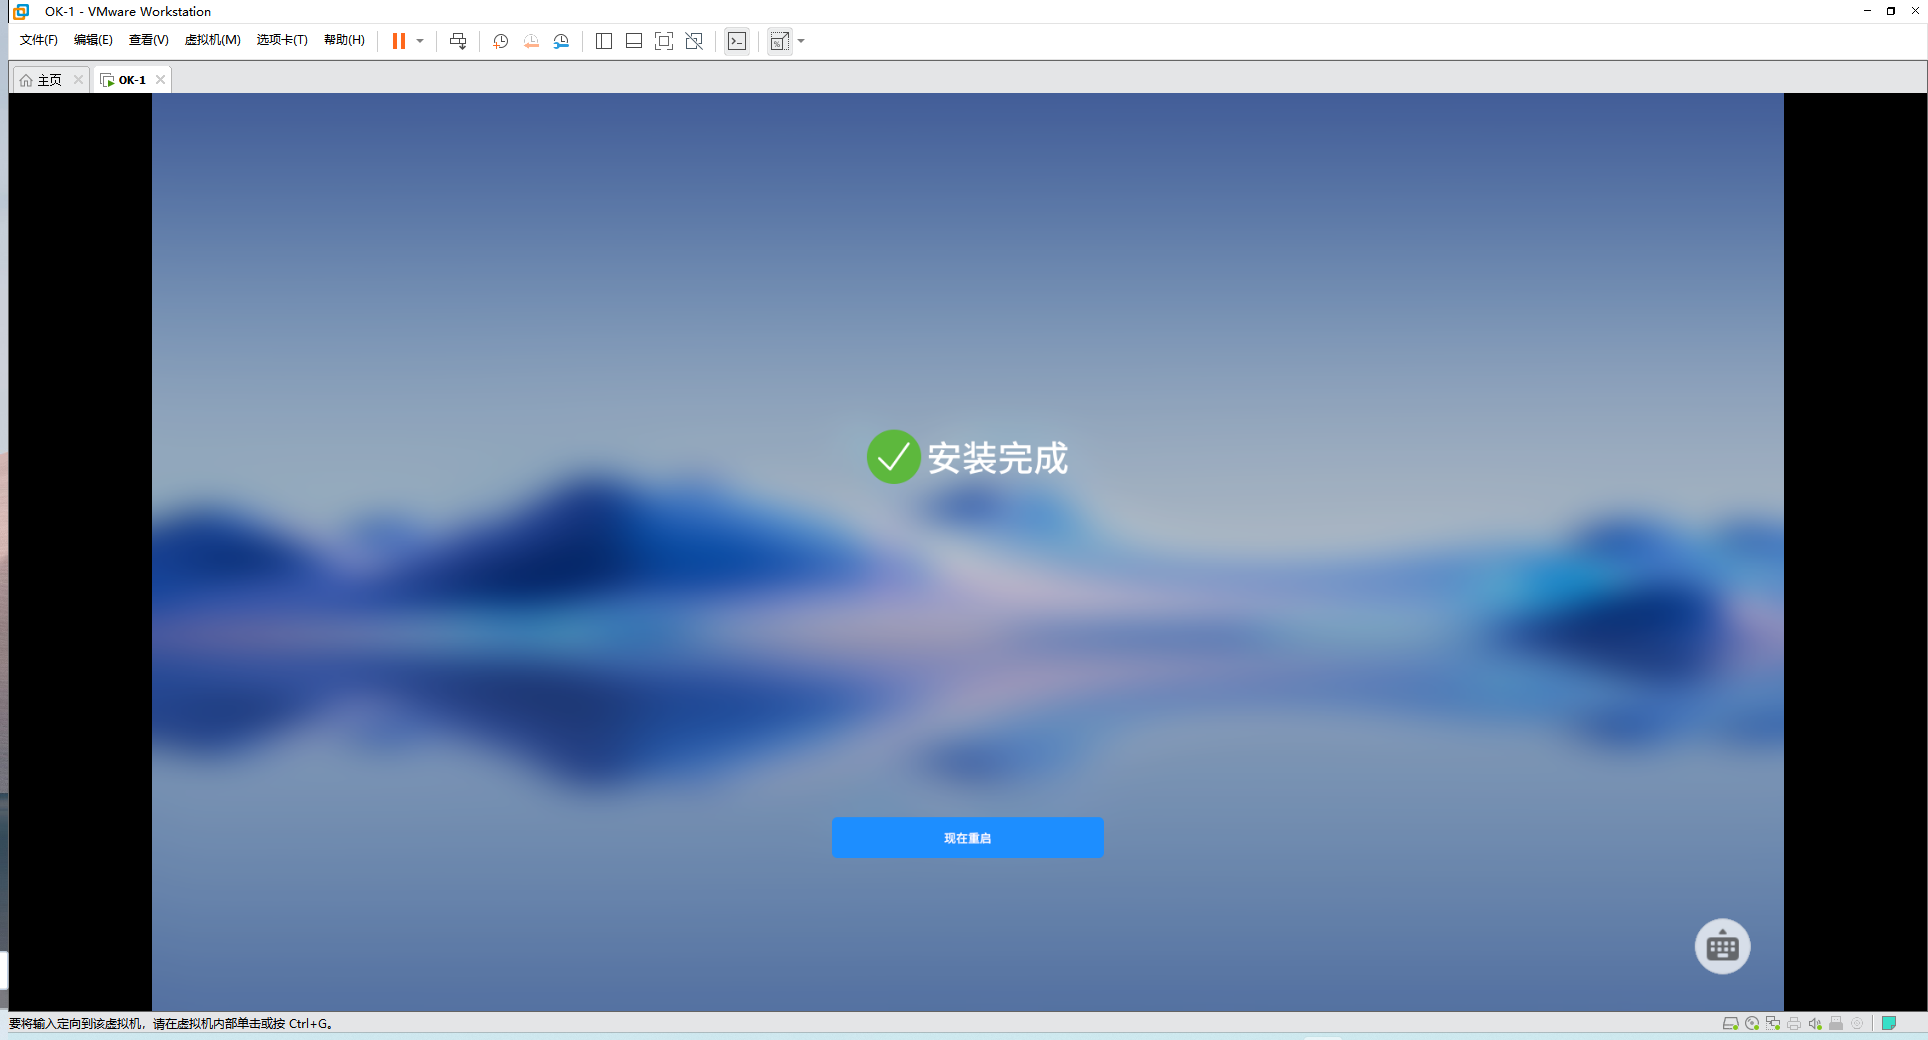 OK-1 - VMware Workstation
文件(F) 编辑(E) 查看(V) 虚拟机(M) 选项卡(T) 帮助(H)
主页 OK-1
安装完成
现在重启
要将输入定向到该虚拟机，请在虚拟机内部单击或按 Ctrl+G。